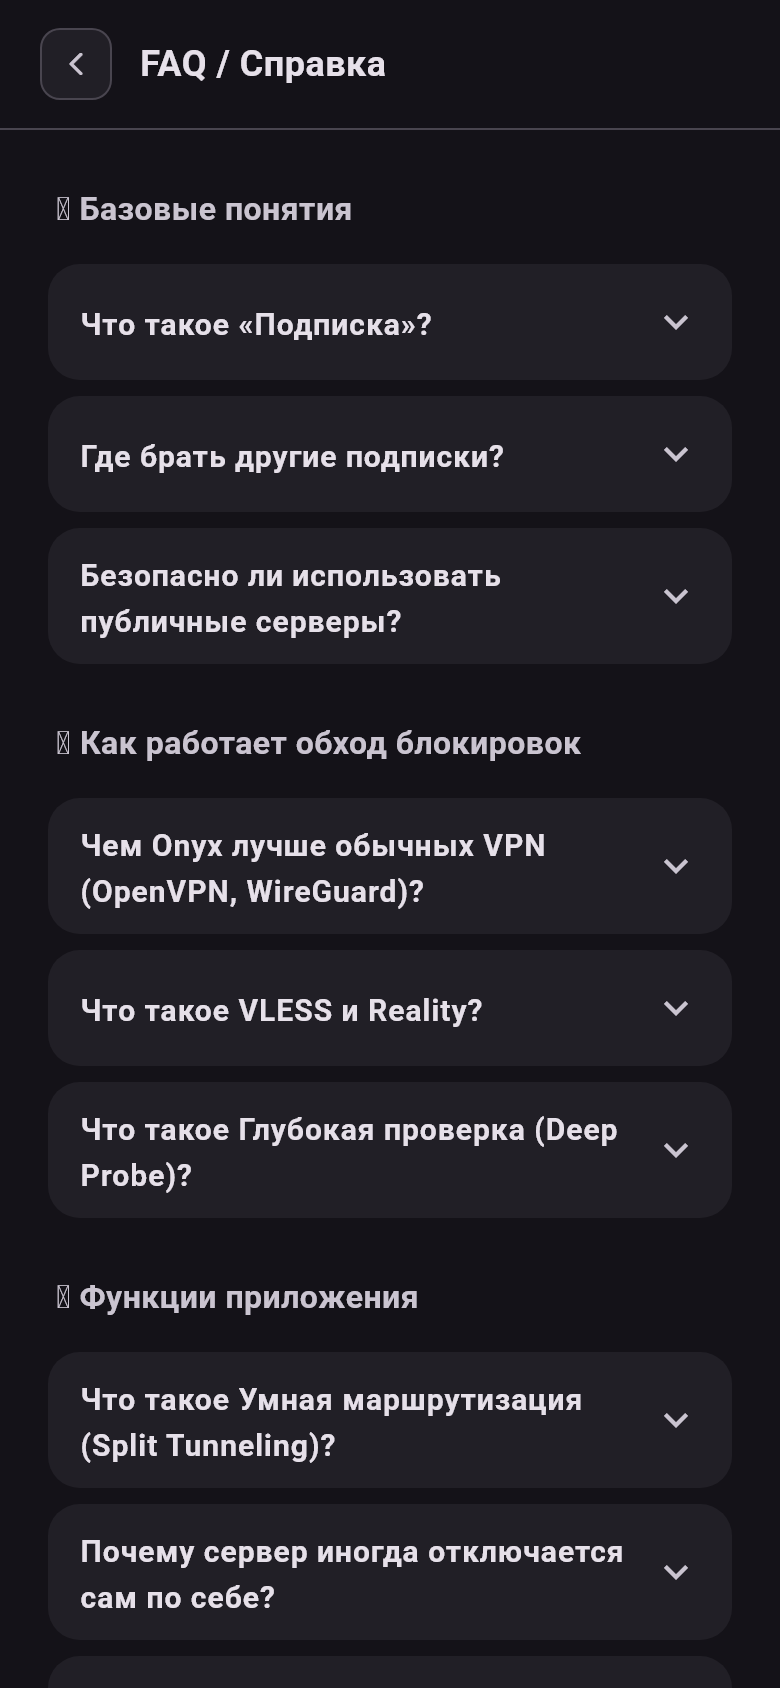 FAQ / Справка
Базовые понятия
Что такое «Подписка»?
Где брать другие подписки?
Безопасно ли использовать
публичные серверы?
Как работает обход блокировок
Чем Onyx лучше обычных VPN
(OpenVPN, WireGuard)?
Что такое VLESS и Reality?
Что такое Глубокая проверка (Deep
Probe)?
Функции приложения
Что такое Умная маршрутизация
(Split Tunneling)?
Почему сервер иногда отключается
сам по себе?